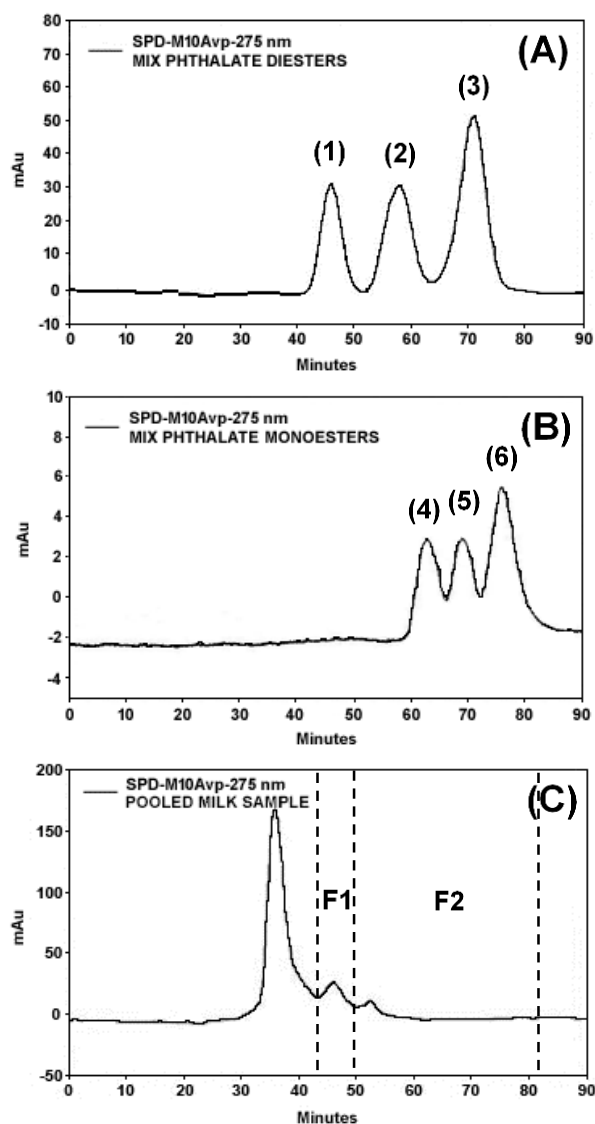 80
70
60
50
40
30
20
10
0
-10
mAu
SPD-M10Avp-275 nm
MIX PHTHALATE DIESTERS
(A)
(1)
(2)
(3)
0 10 20 30 40 50 60 70 80 90
Minutes
10
8
6
4
2
0
-2
-4
mAu
SPD-M10Avp-275 nm
MIX PHTHALATE MONOESTERS
(B)
(4)
(5)
(6)
0 10 20 30 40 50 60 70 80 90
Minutes
200
150
100
50
0
-50
mAu
SPD-M10Avp-275 nm
POOLED MILK SAMPLE
(C)
F1
F2
0 10 20 30 40 50 60 70 80 90
Minutes